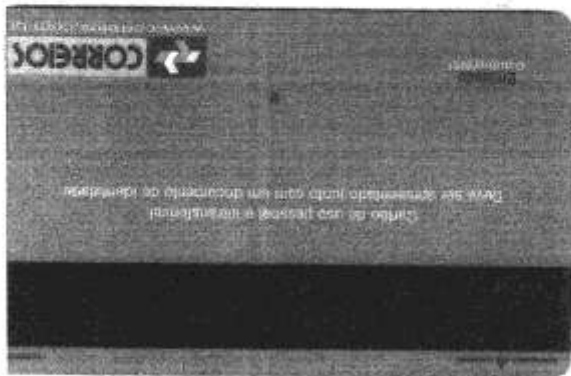 Cartão de uso pessoal e intransferível
Deve ser apresentado junto com um documento de identidade
CORREIOS